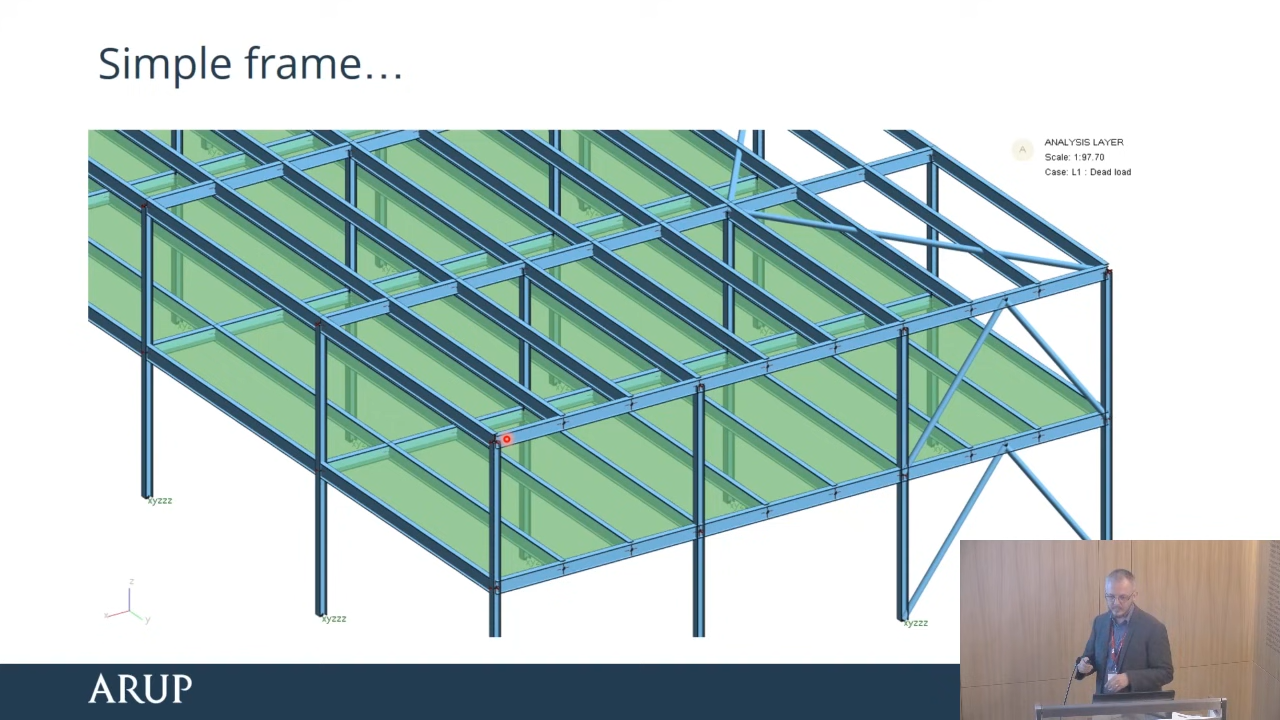 Simple frame…
A
ANALYSIS LAYER
Scale: 1:97.70
Case: L1 : Dead load
xyzzz
xyzzz
xyzzz
z
x
y
ARUP